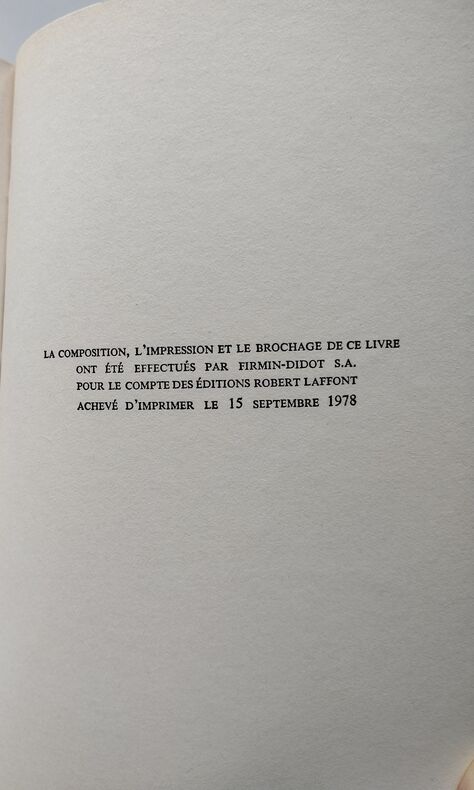 LA COMPOSITION, L'IMPRESSION ET LE BROCHAGE DE CE LIVRE
ONT ÉTÉ EFFECTUÉS PAR FIRMIN-DIDOT S.A.
POUR LE COMPTE DES ÉDITIONS ROBERT LAFFONT
ACHEVÉ D'IMPRIMER LE 15 SEPTEMBRE 1978